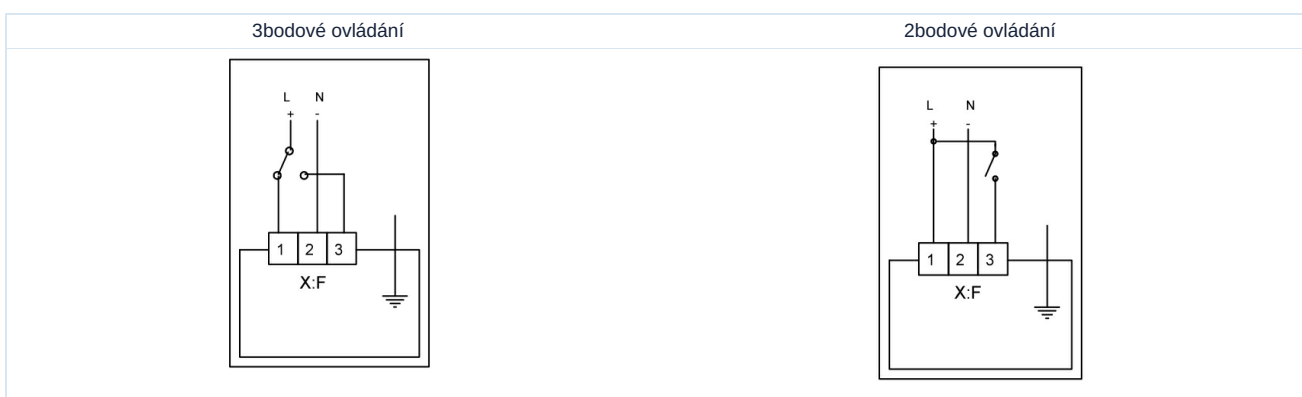 3bodové ovládání
L N
+ -
1 2 3
X:F
2bodové ovládání
L N
+ -
1 2 3
X:F